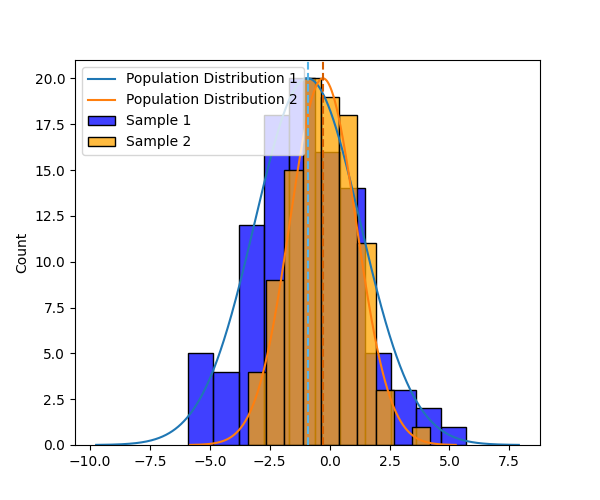 Population Distribution 1
Population Distribution 2
Sample 1
Sample 2
Count
20.0
17.5
15.0
12.5
10.0
7.5
5.0
2.5
0.0
−10.0 −7.5 −5.0 −2.5 0.0 2.5 5.0 7.5